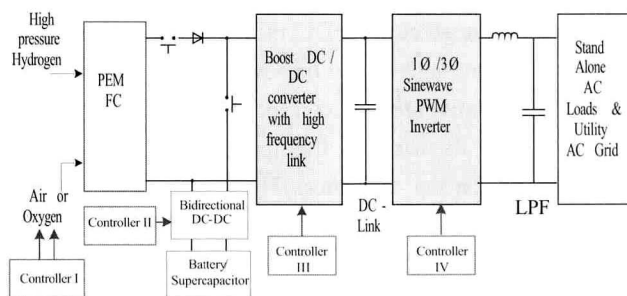 High
pressure
Hydrogen
PEM
FC
Air or
Oxygen
Controller I
Controller II
Bidirectional
DC-DC
Battery/
Supercapacitor
Boost DC /
DC
converter
with high
frequency
link
Controller
III
DC -
Link
1Ø /3Ø
Sinewave
PWM
Inverter
Controller
IV
LPF
Stand
Alone
AC
Loads &
Utility
AC Grid